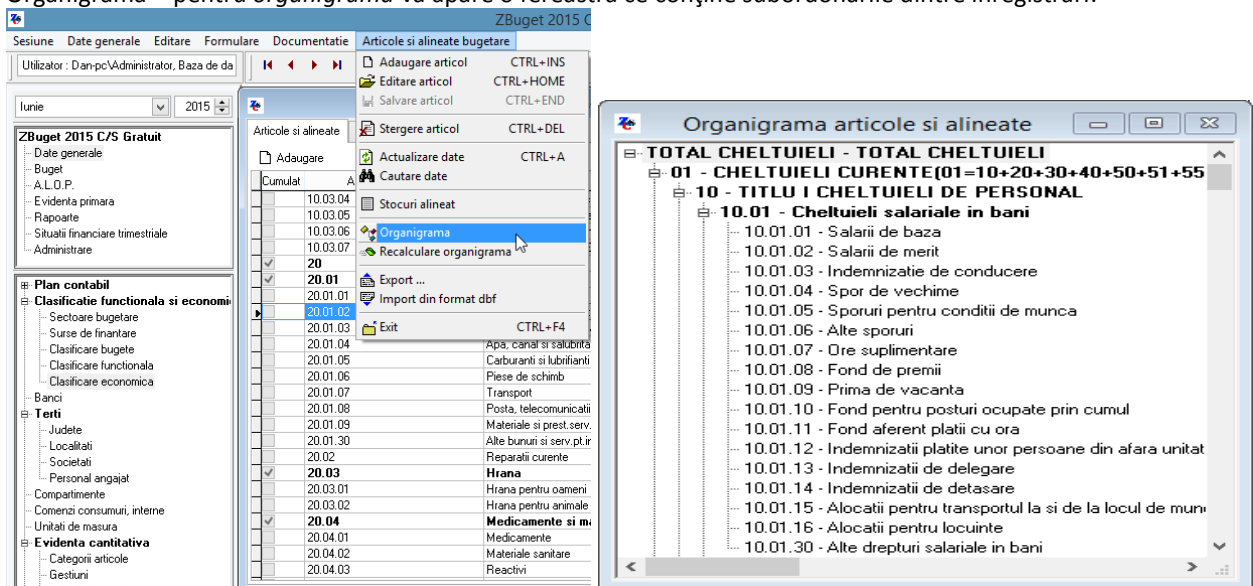 Organigrama – pentru organigrama va apare o fereastra ce conține subordonarile dintre înregistrari.
ZBuget 2015 C
Sesiune Date generale Editare Formulare Documentatie Articole si alineate bugetare
Utilizator : Dan-pc\Administrator, Baza de da
Iunie 2015
ZBuget 2015 C/S Gratuit
Date generale
Buget
A.L.O.P.
Evidenta primara
Rapoarte
Situatii financiare trimestriale
Administrare
Plan contabil
Clasificatie functionala si economi
Sectoare bugetare
Surse de finantare
Clasificare bugete
Clasificare functionala
Clasificare economica
Banci
Terti
Judete
Localitati
Societati
Personal angajat
Compartimente
Comenzi consumuri, interne
Unitati de masura
Evidenta cantitativa
Categorii articole
Gestiuni
Articole si alineate
Adaugare
Cumulat A
10.03.04
10.03.05
10.03.06
10.03.07
20
20.01
20.01.01
20.01.02
20.01.03
20.01.04 Apa, canal si salubrita
20.01.05 Carburanti si lubrifianti
20.01.06 Piese de schimb
20.01.07 Transport
20.01.08 Posta, telecomunicatii
20.01.09 Materiale si prest.serv.
20.01.30 Alte bunuri si serv.pt.ir
20.02 Reparatii curente
20.03 Hrana
20.03.01 Hrana pentru oameni
20.03.02 Hrana pentru animale
20.04 Medicamente si ma
20.04.01 Medicamente
20.04.02 Materiale sanitare
20.04.03 Reactivi
Adaugare articol CTRL+INS
Editare articol CTRL+HOME
Salvare articol CTRL+END
Stergere articol CTRL+DEL
Actualizare date CTRL+A
Cautare date
Stocuri alineat
Organigrama
Recalculare organigrama
Export ...
Import din format dbf
Exit CTRL+F4
Organigrama articole si alineate
TOTAL CHELTUIELI - TOTAL CHELTUIELI
01 - CHELTUIELI CURENTE(01=10+20+30+40+50+51+55
10 - TITLU I CHELTUIELI DE PERSONAL
10.01 - Cheltuieli salariale in bani
10.01.01 - Salarii de baza
10.01.02 - Salarii de merit
10.01.03 - Indemnizatie de conducere
10.01.04 - Spor de vechime
10.01.05 - Sporuri pentru conditii de munca
10.01.06 - Alte sporuri
10.01.07 - Ore suplimentare
10.01.08 - Fond de premii
10.01.09 - Prima de vacanta
10.01.10 - Fond pentru posturi ocupate prin cumul
10.01.11 - Fond aferent platii cu ora
10.01.12 - Indemnizatii platite unor persoane din afara unitat
10.01.13 - Indemnizatii de delegare
10.01.14 - Indemnizatii de detasare
10.01.15 - Alocatii pentru transportul la si de la locul de mun
10.01.16 - Alocatii pentru locuinte
10.01.30 - Alte drepturi salariale in bani